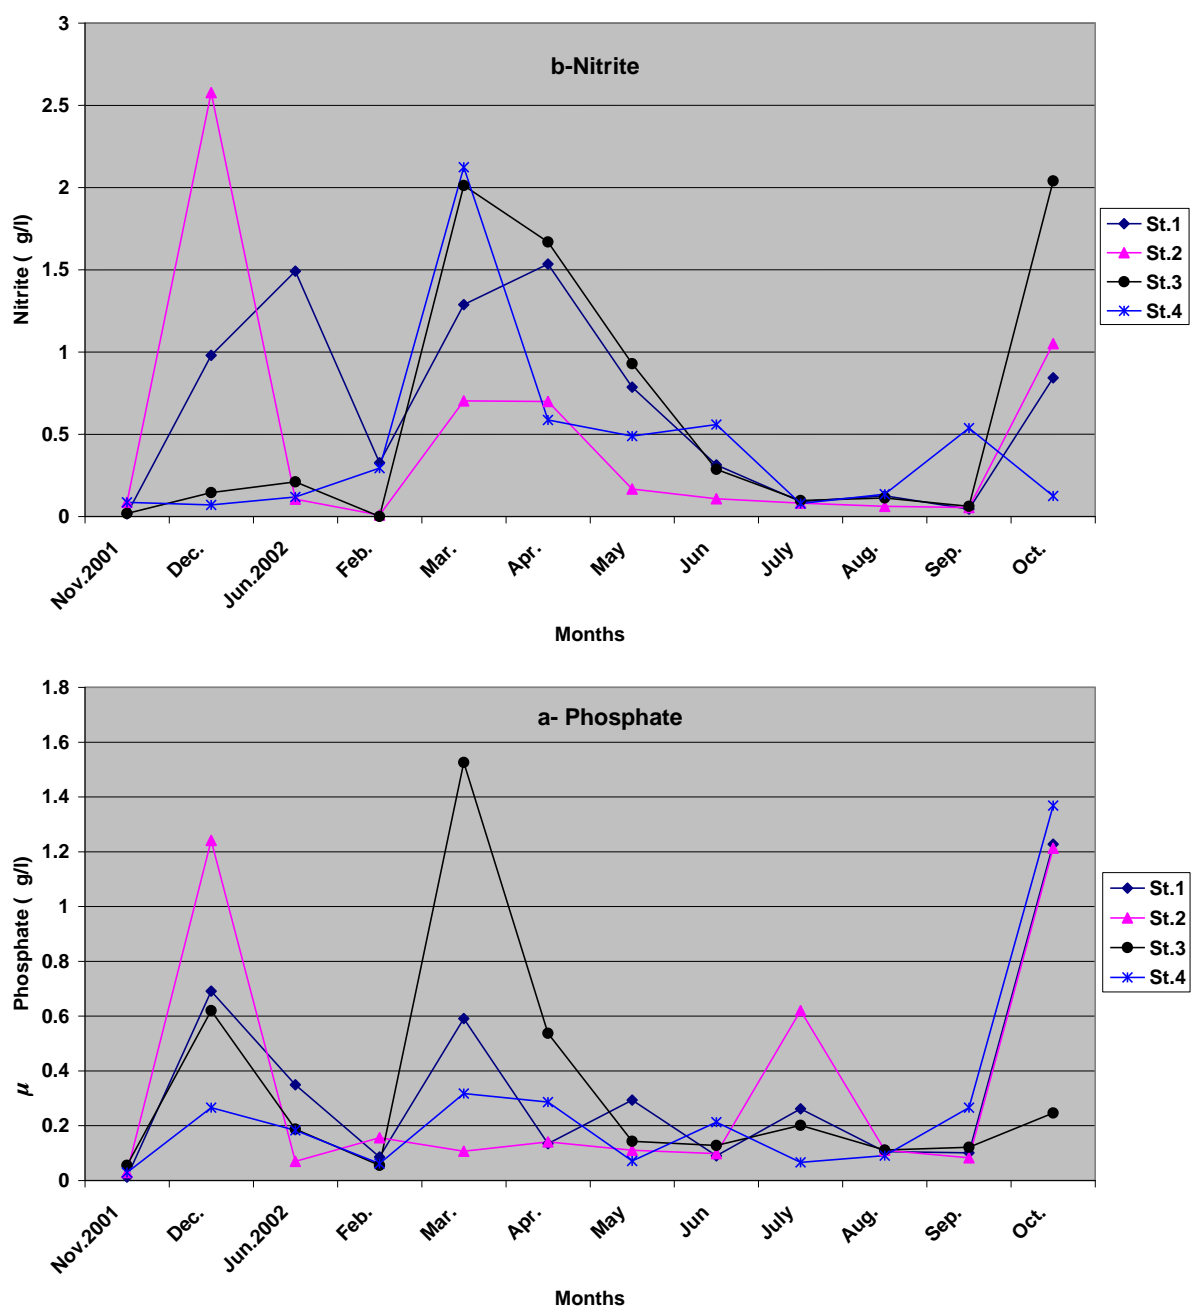 b-Nitrite
3
2.5
2
1.5
1
0.5
0
Nitrite ( g/l)
Nov.2001 Dec. Jun.2002 Feb. Mar. Apr. May Jun July Aug. Sep. Oct.
Months
St.1
St.2
St.3
St.4
a- Phosphate
1.8
1.6
1.4
1.2
1
0.8
0.6
0.4
0.2
0
μ Phosphate ( g/l)
Nov.2001 Dec. Jun.2002 Feb. Mar. Apr. May Jun July Aug. Sep. Oct.
Months
St.1
St.2
St.3
St.4